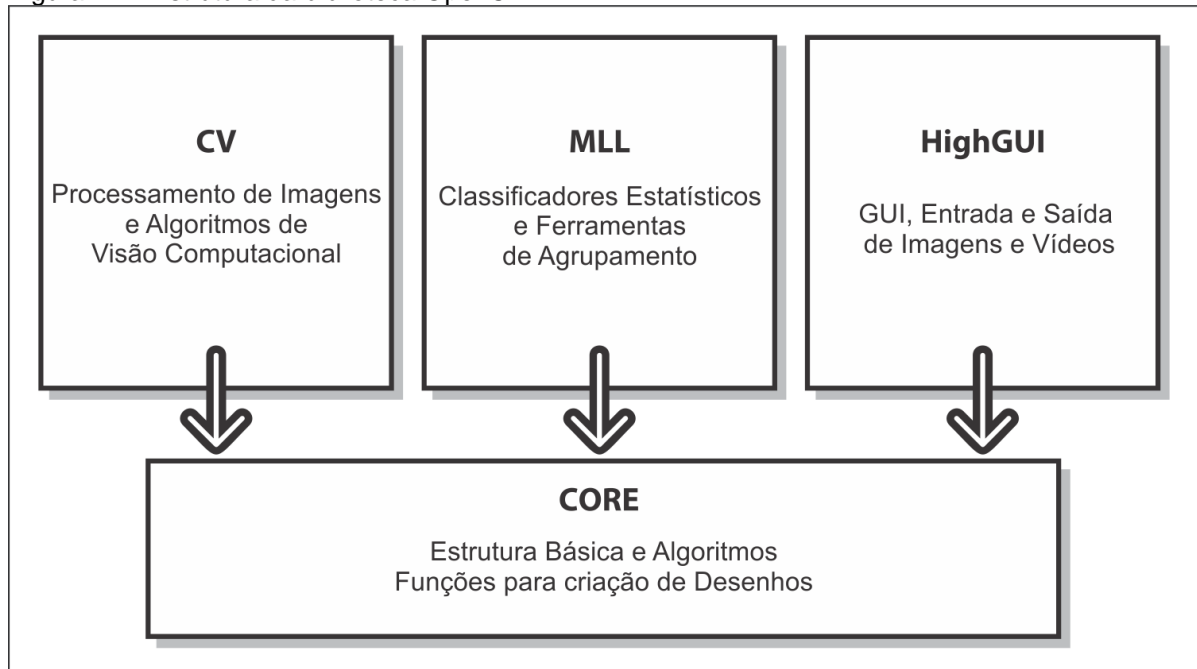 CV
Processamento de Imagens
e Algoritmos de
Visão Computacional
MLL
Classificadores Estatísticos
e Ferramentas
de Agrupamento
HighGUI
GUI, Entrada e Saída
de Imagens e Vídeos
CORE
Estrutura Básica e Algoritmos
Funções para criação de Desenhos